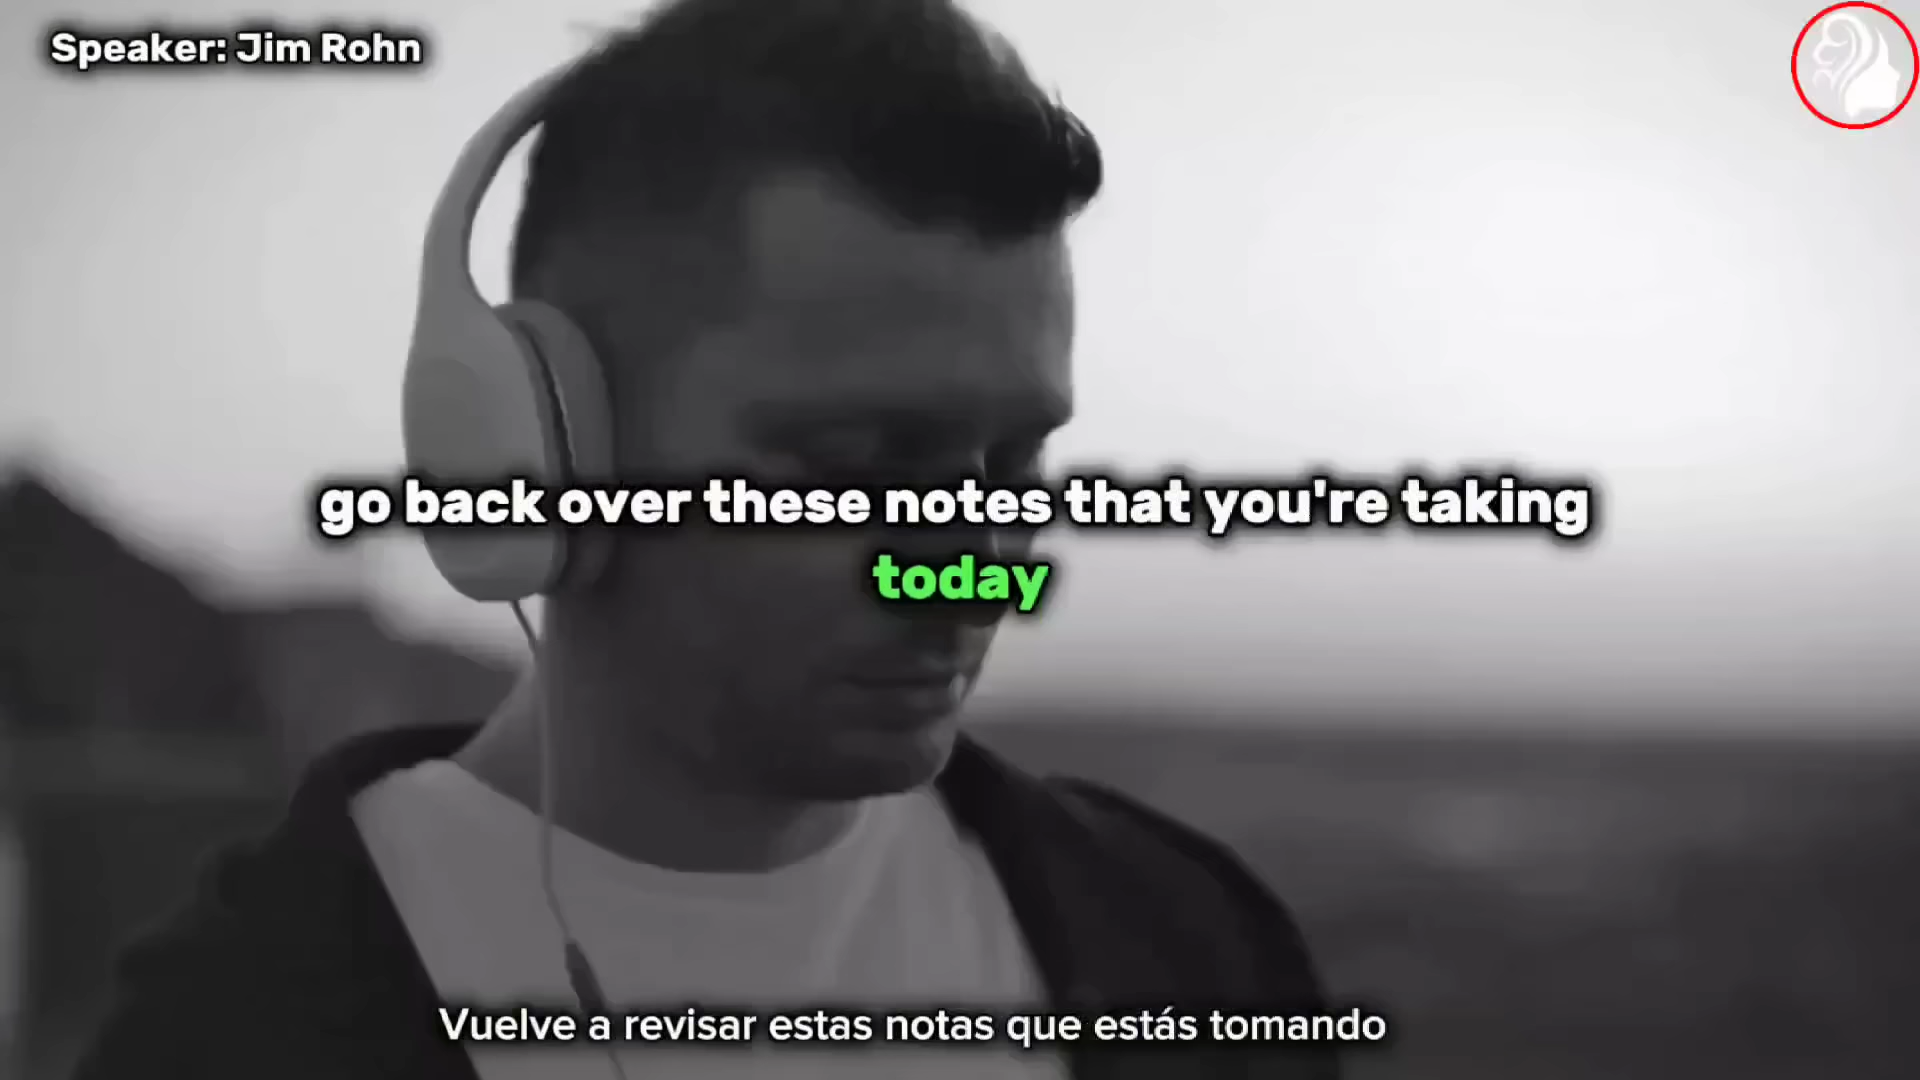 Speaker: Jim Rohn
go back over these notes that you're taking
today
Vuelve a revisar estas notas que estás tomando